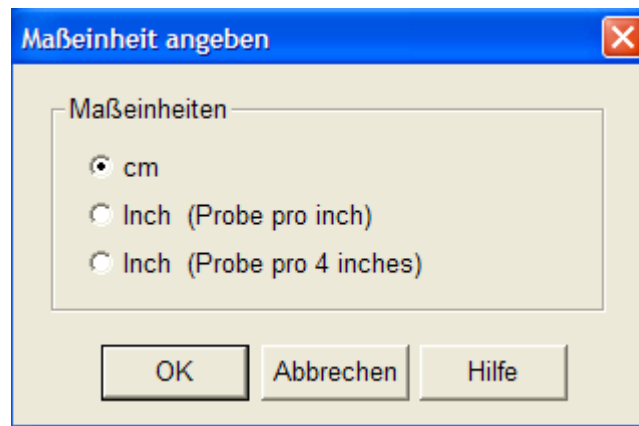 Maßeinheit angeben
Maßeinheiten
cm
Inch (Probe pro inch)
Inch (Probe pro 4 inches)
OK Abbrechen Hilfe